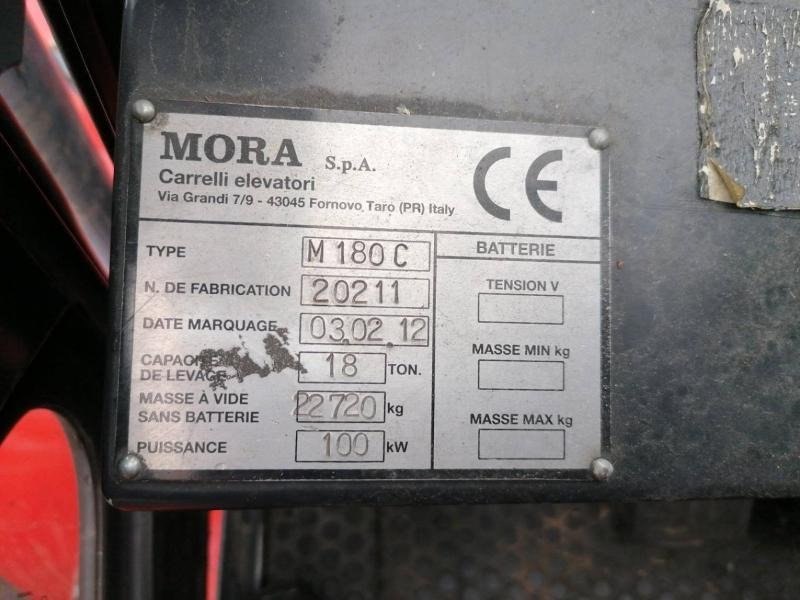 MORA S.p.A.
Carrelli elevatori
Via Grandi 7/9 - 43045 Fornovo Taro (PR) Italy
CE
TYPE M 180 C
N. DE FABRICATION 20211
DATE MARQUAGE 03.02.12
CAPACITE DE LEVAGE 18 TON.
MASSE À VIDE
SANS BATTERIE 22720 kg
PUISSANCE 100 kW
BATTERIE
TENSION V
MASSE MIN kg
MASSE MAX kg